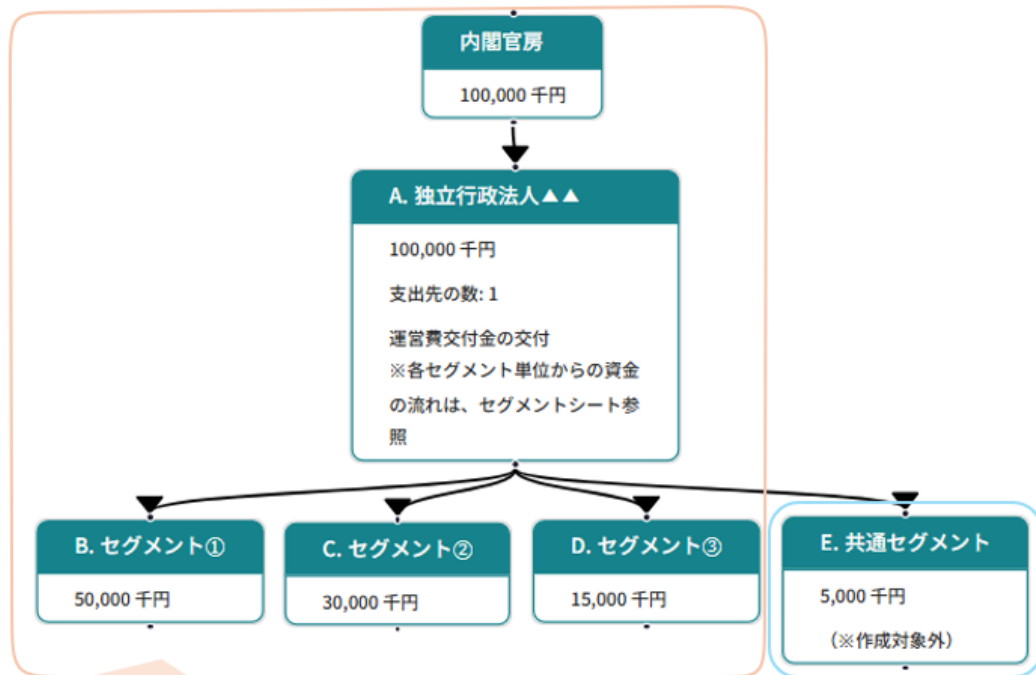 内閣官房
100,000 千円
A. 独立行政法人▲▲
100,000 千円
支出先の数: 1
運営費交付金の交付
※各セグメント単位からの資金
の流れは、セグメントシート参
照
B. セグメント①
50,000 千円
C. セグメント②
30,000 千円
D. セグメント③
15,000 千円
E. 共通セグメント
5,000 千円
（※作成対象外）